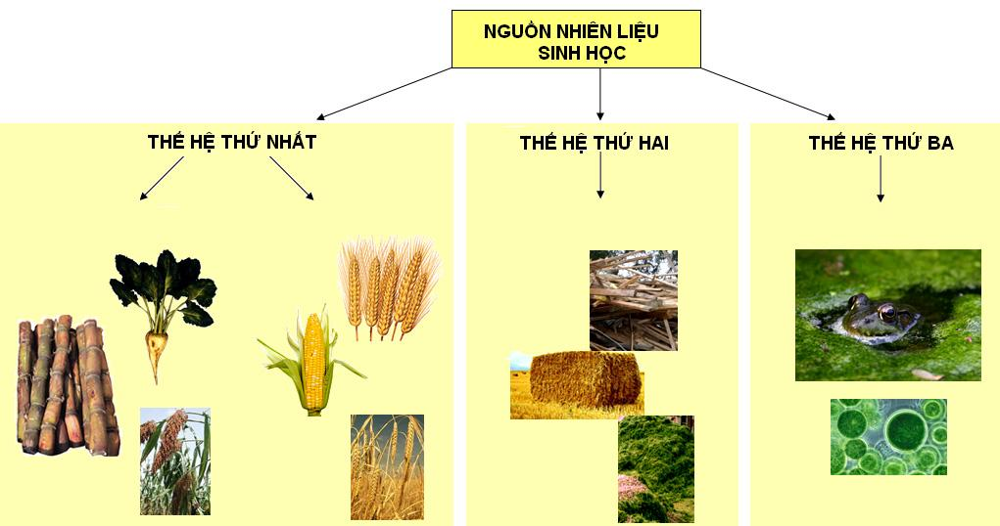 NGUỒN NHIÊN LIỆU
SINH HỌC
THẾ HỆ THỨ NHẤT
THẾ HỆ THỨ HAI
THẾ HỆ THỨ BA